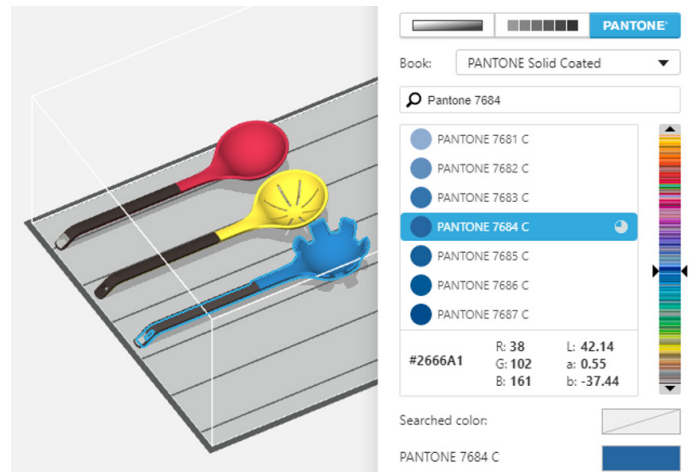 PANTONE®
Book: PANTONE Solid Coated
Pantone 7684
PANTONE 7681 C
PANTONE 7682 C
PANTONE 7683 C
PANTONE 7684 C
PANTONE 7685 C
PANTONE 7686 C
PANTONE 7687 C
#2666A1
R: 38 L: 42.14
G: 102 a: 0.55
B: 161 b: -37.44
Searched color:
PANTONE 7684 C